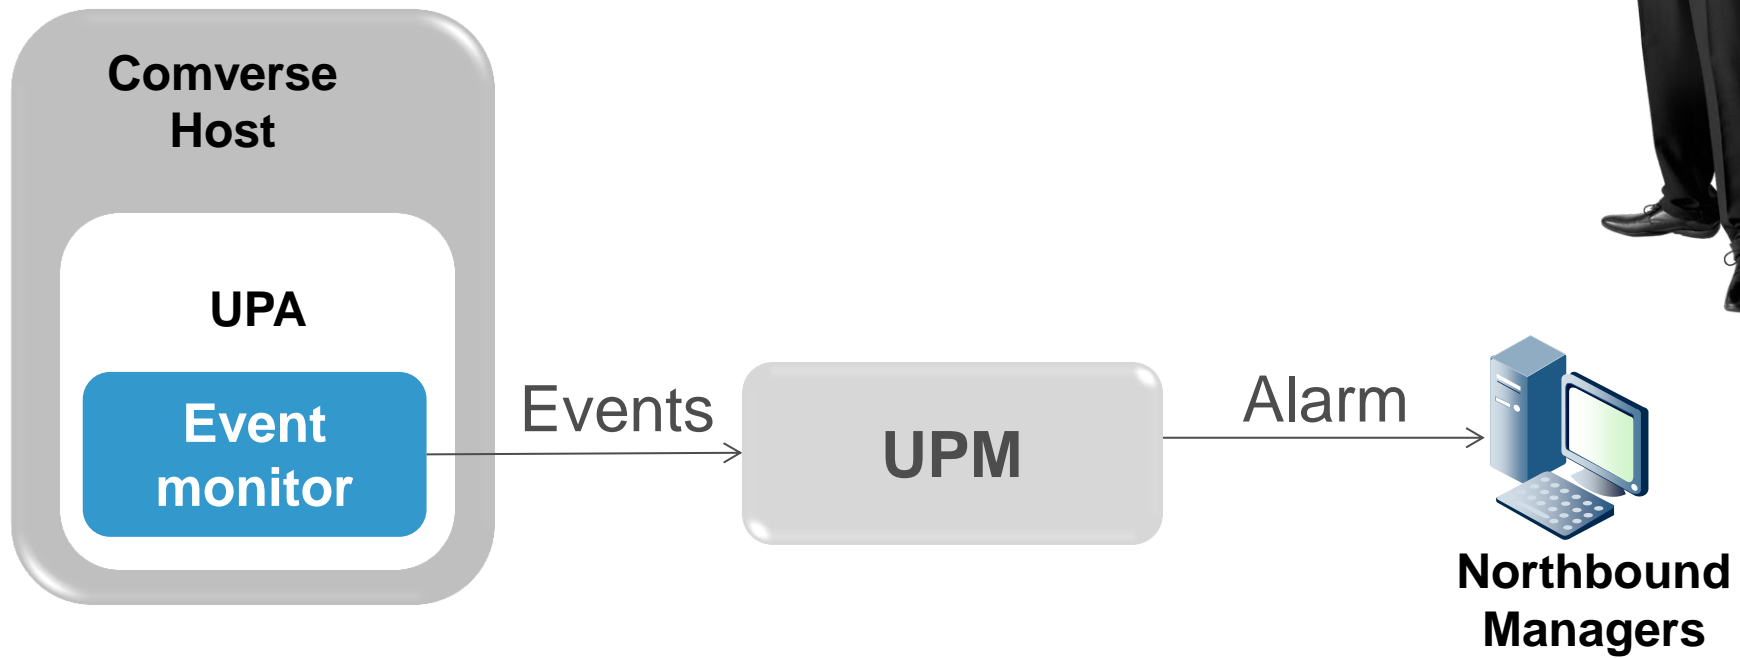 Comverse
Host
UPA
Event
monitor
Events
UPM
Alarm
Northbound
Managers